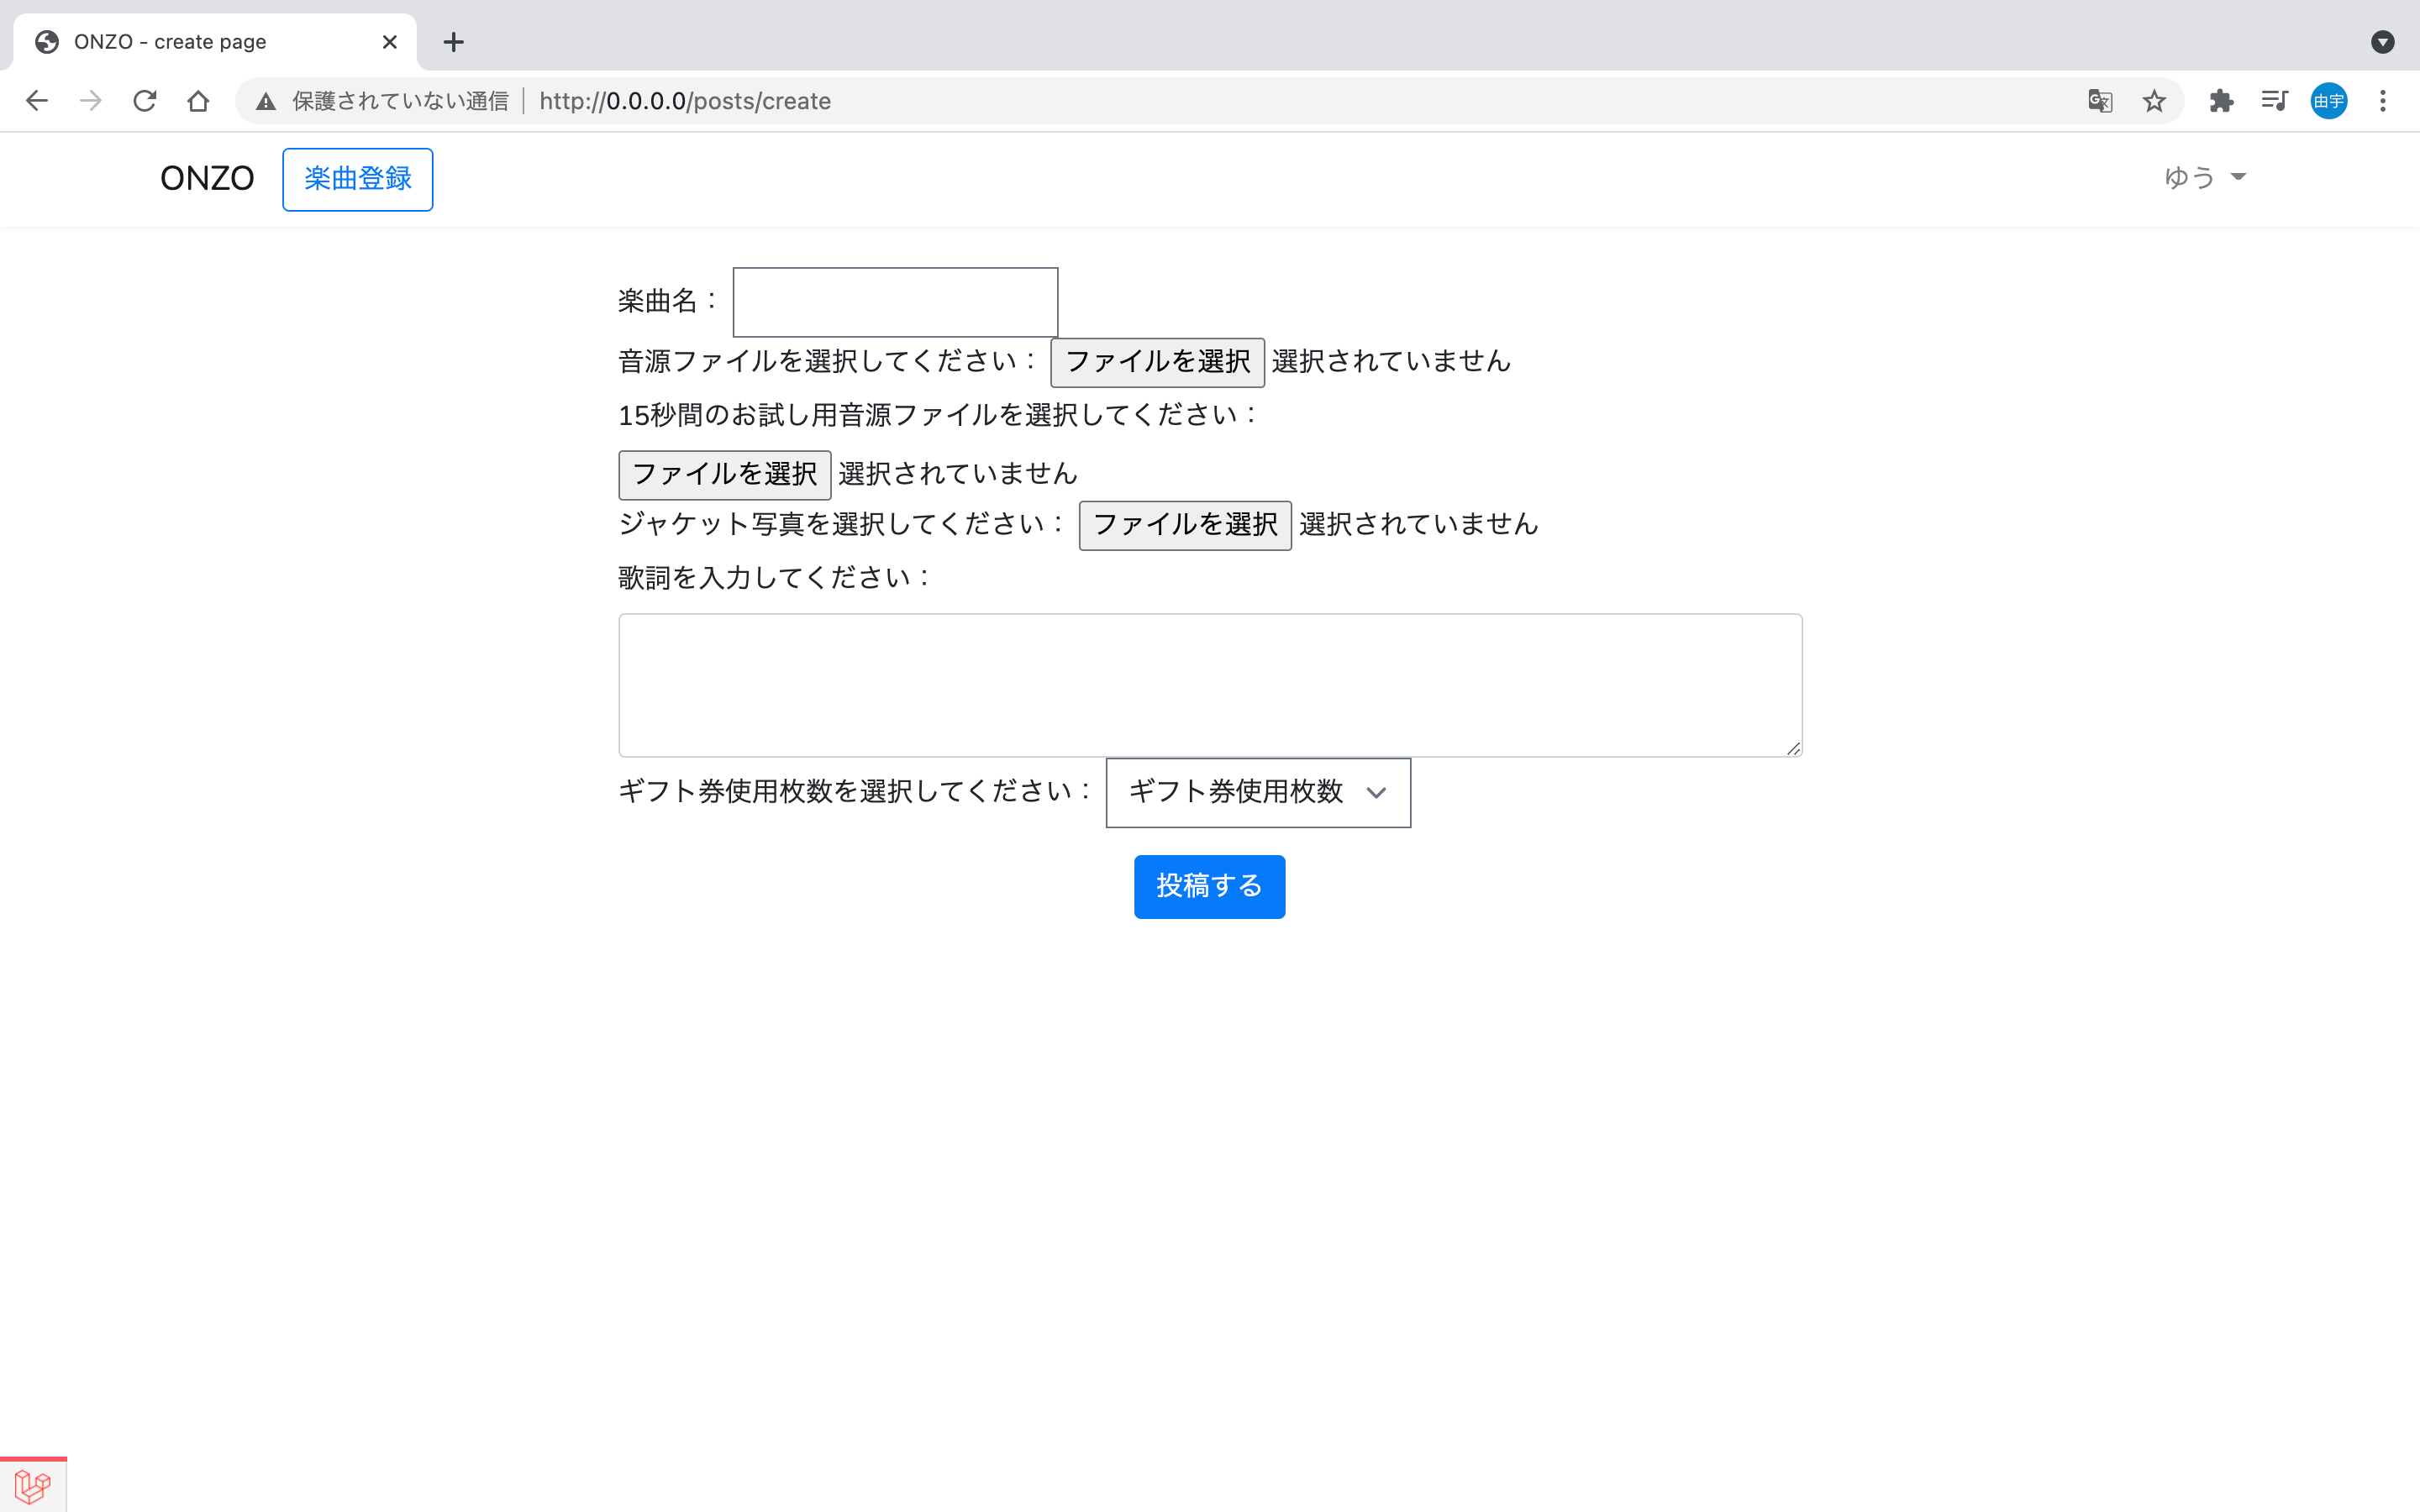 ONZO - create page
保護されていない通信 http://0.0.0.0/posts/create 由宇
ONZO 楽曲登録 ゆう
楽曲名：
音源ファイルを選択してください： ファイルを選択 選択されていません
15秒間のお試し用音源ファイルを選択してください：
ファイルを選択 選択されていません
ジャケット写真を選択してください： ファイルを選択 選択されていません
歌詞を入力してください：
ギフト券使用枚数を選択してください： ギフト券使用枚数
投稿する